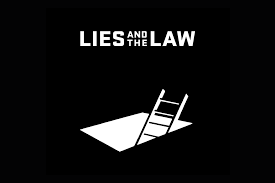 LIES AND THE LAW